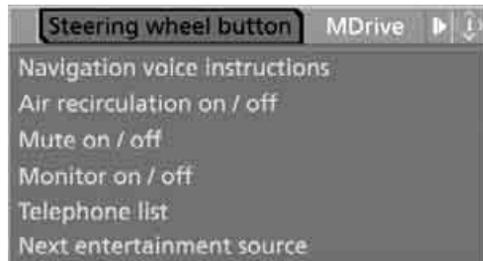 Steering wheel button MDrive
Navigation voice instructions
Air recirculation on / off
Mute on / off
Monitor on / off
Telephone list
Next entertainment source